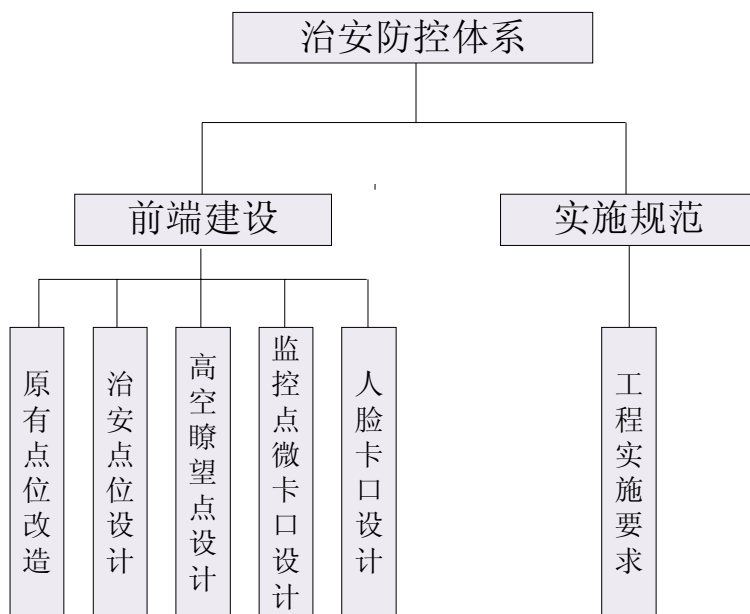 治安防控体系
前端建设
实施规范
原有点位改造
治安点位设计
高空瞭望点设计
监控点微卡口设计
人脸卡口设计
工程实施要求